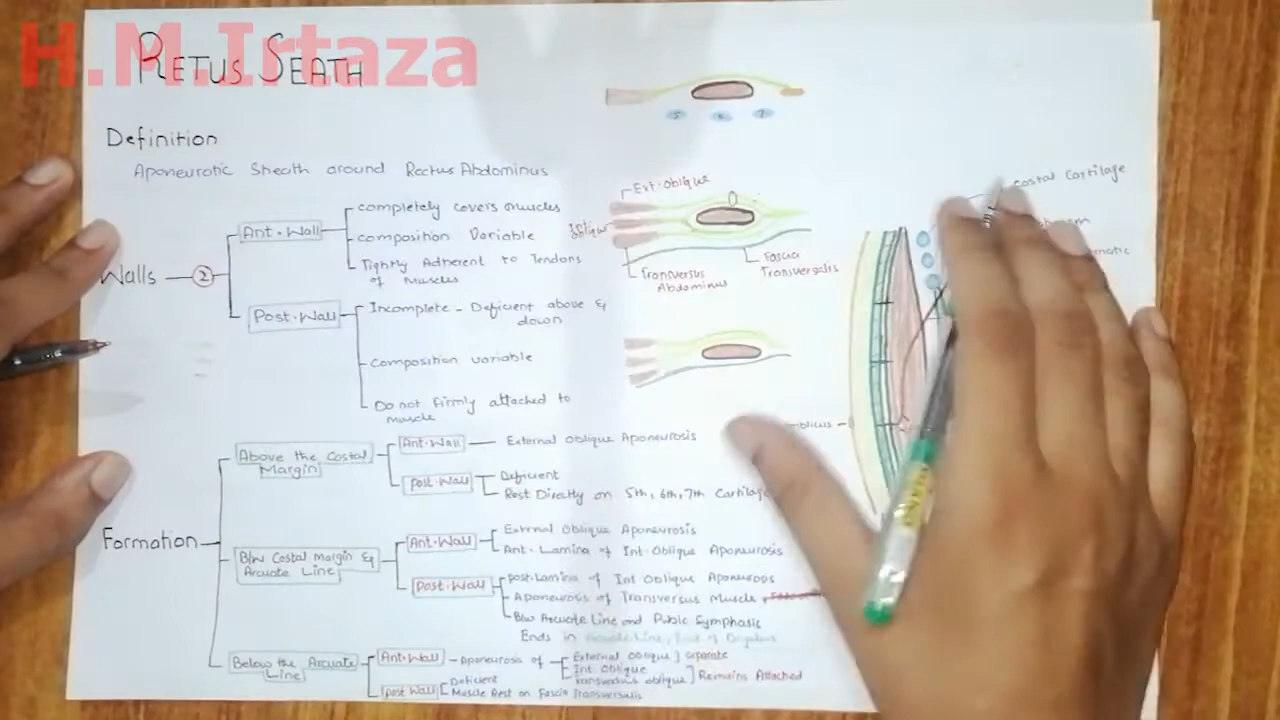 H.M.Irtaza
RETUS SEATH
Definition
Aponeurotic Sheath around Rectus Abdominus
Walls
2
Ant. Wall
completely covers muscles
composition Variable
Tightly Adherent to Tendons
of Muscles
Post. Wall
Incomplete - Deficient above &
down
Composition variable
Do not firmly attached to
muscle
Formation
Above the Costal
Margin
Ant. Wall
External Oblique Aponeurosis
post. Wall
Deficient
Rest Directly on 5th, 6th, 7th Cartilage
B/w Costal margin &
Arcuate Line
Ant. Wall
External Oblique Aponeurosis
Ant. Lamina of Int Oblique Aponeurosis
Post. Wall
post. Lamina of Int Oblique Aponeurosis
Aponeurosis of Transversus Muscle
B/w Arcuate Line and Pubic Symphasis
Ends in Arcuate Line
Below the Arcuate
Line
Ant. Wall
Aponeurosis of
External Oblique] Separate
Int Oblique
Transversus oblique] Remains Attached
post Wall
Deficient
Muscle Rest on Fascia Transversalis
5 6 7
Ext. oblique
oblique
Transversus
Abdominus
Fascia
Transversalis
Costal Cartilage